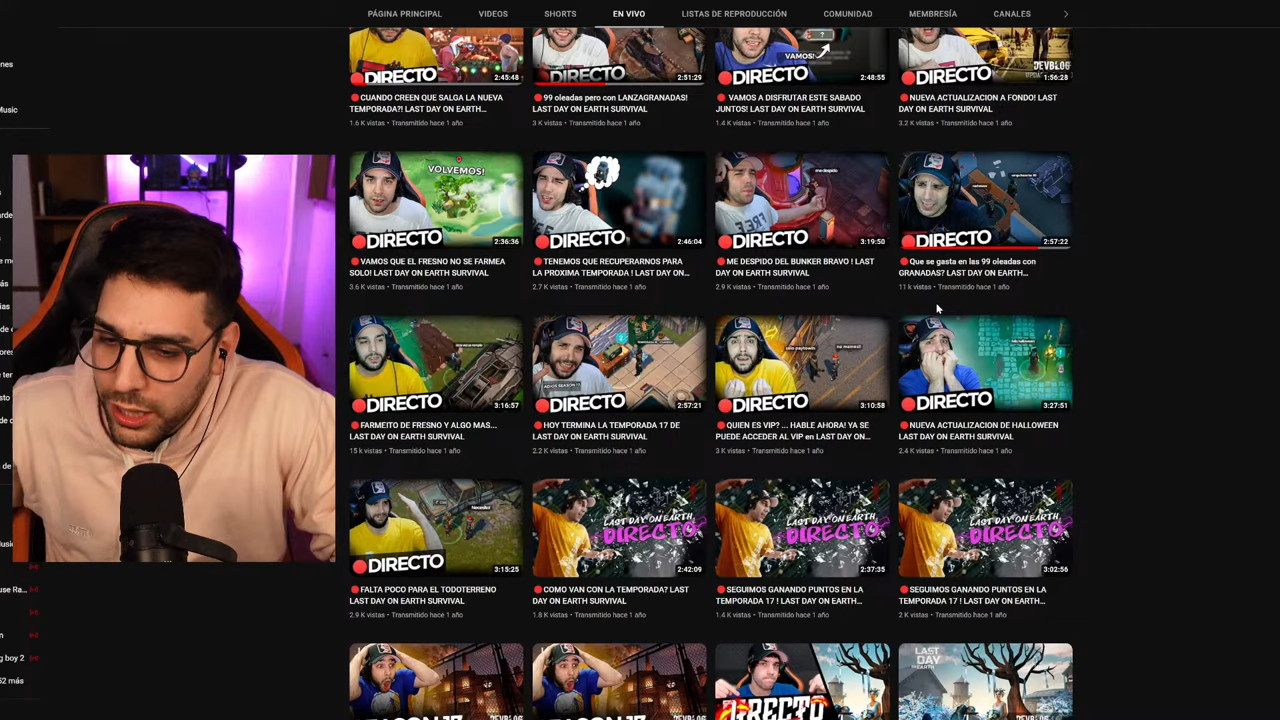 PÁGINA PRINCIPAL
VIDEOS
SHORTS
EN VIVO
LISTAS DE REPRODUCCIÓN
COMUNIDAD
MEMBRESÍA
CANALES
DIRECTO
2:45:48
DIRECTO
2:51:29
?
VAMOS!
DIRECTO
2:48:55
DIRECTO
DEVBLOG
1:56:28
CUANDO CREEN QUE SALGA LA NUEVA
TEMPORADA?! LAST DAY ON EARTH...
1.6 K vistas • Transmitido hace 1 año
99 oleadas pero con LANZAGRANADAS!
LAST DAY ON EARTH SURVIVAL
3 K vistas • Transmitido hace 1 año
VAMOS A DISFRUTAR ESTE SABADO
JUNTOS! LAST DAY ON EARTH SURVIVAL
1.4 K vistas • Transmitido hace 1 año
NUEVA ACTUALIZACION A FONDO! LAST
DAY ON EARTH SURVIVAL
3.2 K vistas • Transmitido hace 1 año
VOLVEMOS!
DIRECTO
2:36:36
DIRECTO
2:46:04
me despido
FREE
DIRECTO
3:19:50
DIRECTO
2:57:22
VAMOS QUE EL FRESNO NO SE FARMEA
SOLO! LAST DAY ON EARTH SURVIVAL
3.6 K vistas • Transmitido hace 1 año
TENEMOS QUE RECUPERARNOS PARA
LA PROXIMA TEMPORADA ! LAST DAY ON...
2.7 K vistas • Transmitido hace 1 año
ME DESPIDO DEL BUNKER BRAVO ! LAST
DAY ON EARTH SURVIVAL
2.9 K vistas • Transmitido hace 1 año
Que se gasta en las 99 oleadas con
GRANADAS? LAST DAY ON EARTH...
11 k vistas • Transmitido hace 1 año
DIRECTO
3:16:57
ADIOS SEASON 17
DIRECTO
2:57:21
DIRECTO
3:10:58
DIRECTO
3:27:51
FARMEITO DE FRESNO Y ALGO MAS...
LAST DAY ON EARTH SURVIVAL
15 k vistas • Transmitido hace 1 año
HOY TERMINA LA TEMPORADA 17 DE
LAST DAY ON EARTH SURVIVAL
2.2 K vistas • Transmitido hace 1 año
QUIEN ES VIP? ... HABLE AHORA! YA SE
PUEDE ACCEDER AL VIP en LAST DAY ON...
3 K vistas • Transmitido hace 1 año
NUEVA ACTUALIZACION DE HALLOWEEN
LAST DAY ON EARTH SURVIVAL
2.4 K vistas • Transmitido hace 1 año
DIRECTO
3:15:25
LAST DAY ON EARTH
DIRECTO
2:42:09
LAST DAY ON EARTH
DIRECTO
2:37:35
LAST DAY ON EARTH
DIRECTO
3:02:56
FALTA POCO PARA EL TODOTERRENO
LAST DAY ON EARTH SURVIVAL
2.9 K vistas • Transmitido hace 1 año
COMO VAN CON LA TEMPORADA? LAST
DAY ON EARTH SURVIVAL
1.8 K vistas • Transmitido hace 1 año
SEGUIMOS GANANDO PUNTOS EN LA
TEMPORADA 17 ! LAST DAY ON EARTH...
1.4 K vistas • Transmitido hace 1 año
SEGUIMOS GANANDO PUNTOS EN LA
TEMPORADA 17 ! LAST DAY ON EARTH...
2 K vistas • Transmitido hace 1 año
DEVBLOG
DEVBLOG
DIRECTO
LAST
DAY
ON EARTH
ones
Music
g boy 2
52 más